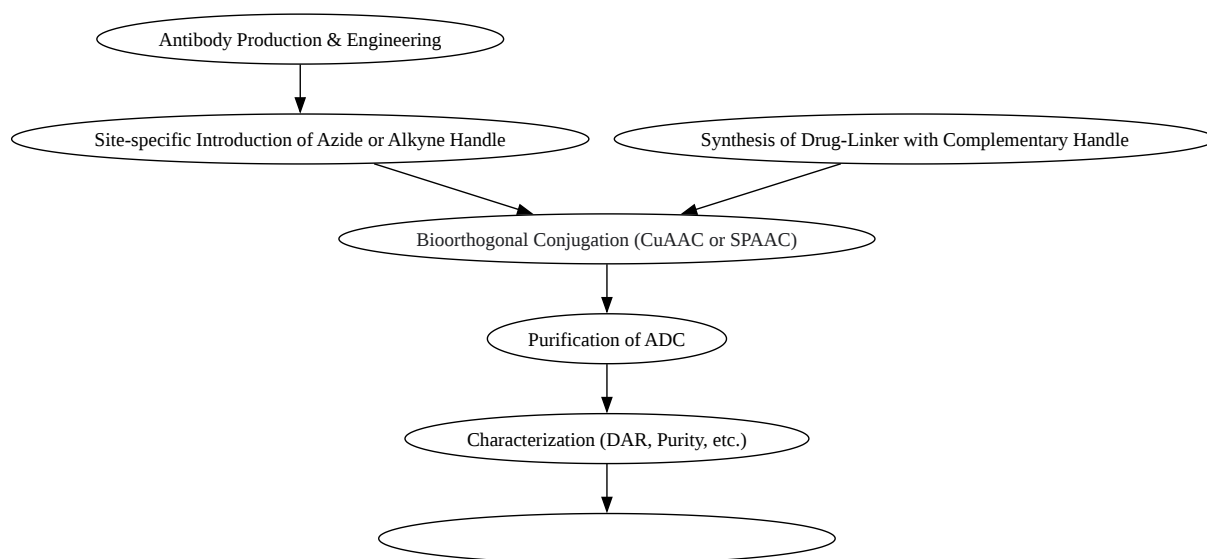 Antibody Production & Engineering
Site-specific Introduction of Azide or Alkyne Handle
Synthesis of Drug-Linker with Complementary Handle
Bioorthogonal Conjugation (CuAAC or SPAAC)
Purification of ADC
Characterization (DAR, Purity, etc.)